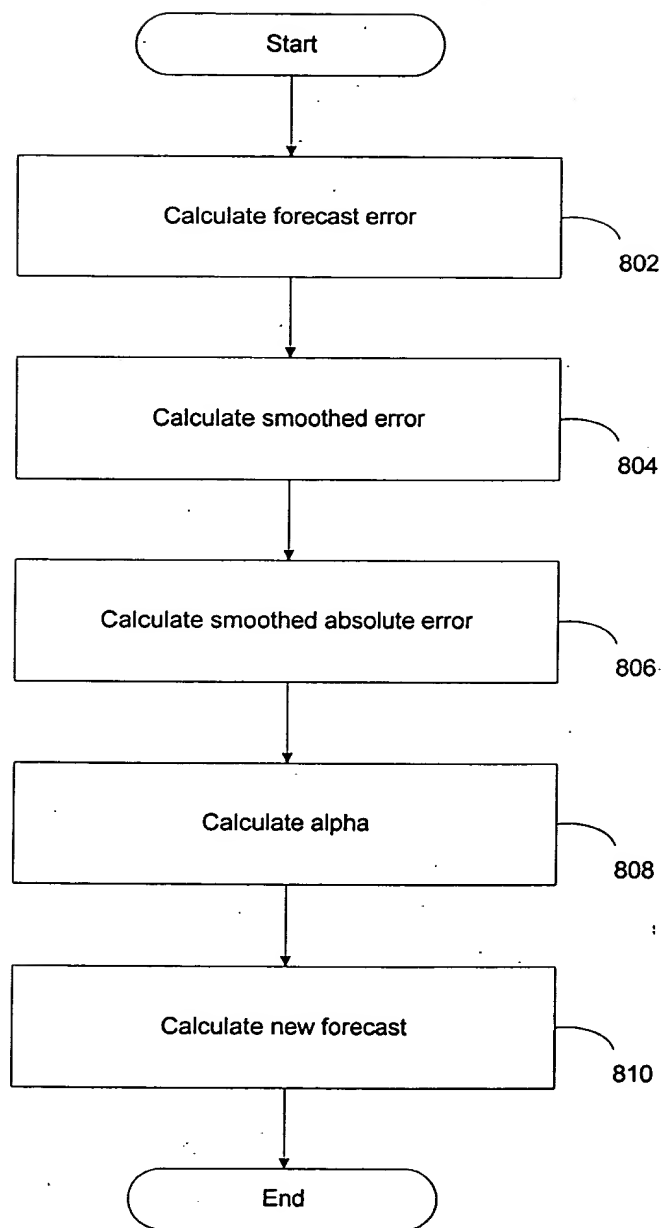 Start
Calculate forecast error
802
Calculate smoothed error
804
Calculate smoothed absolute error
806
Calculate alpha
808
Calculate new forecast
810
End